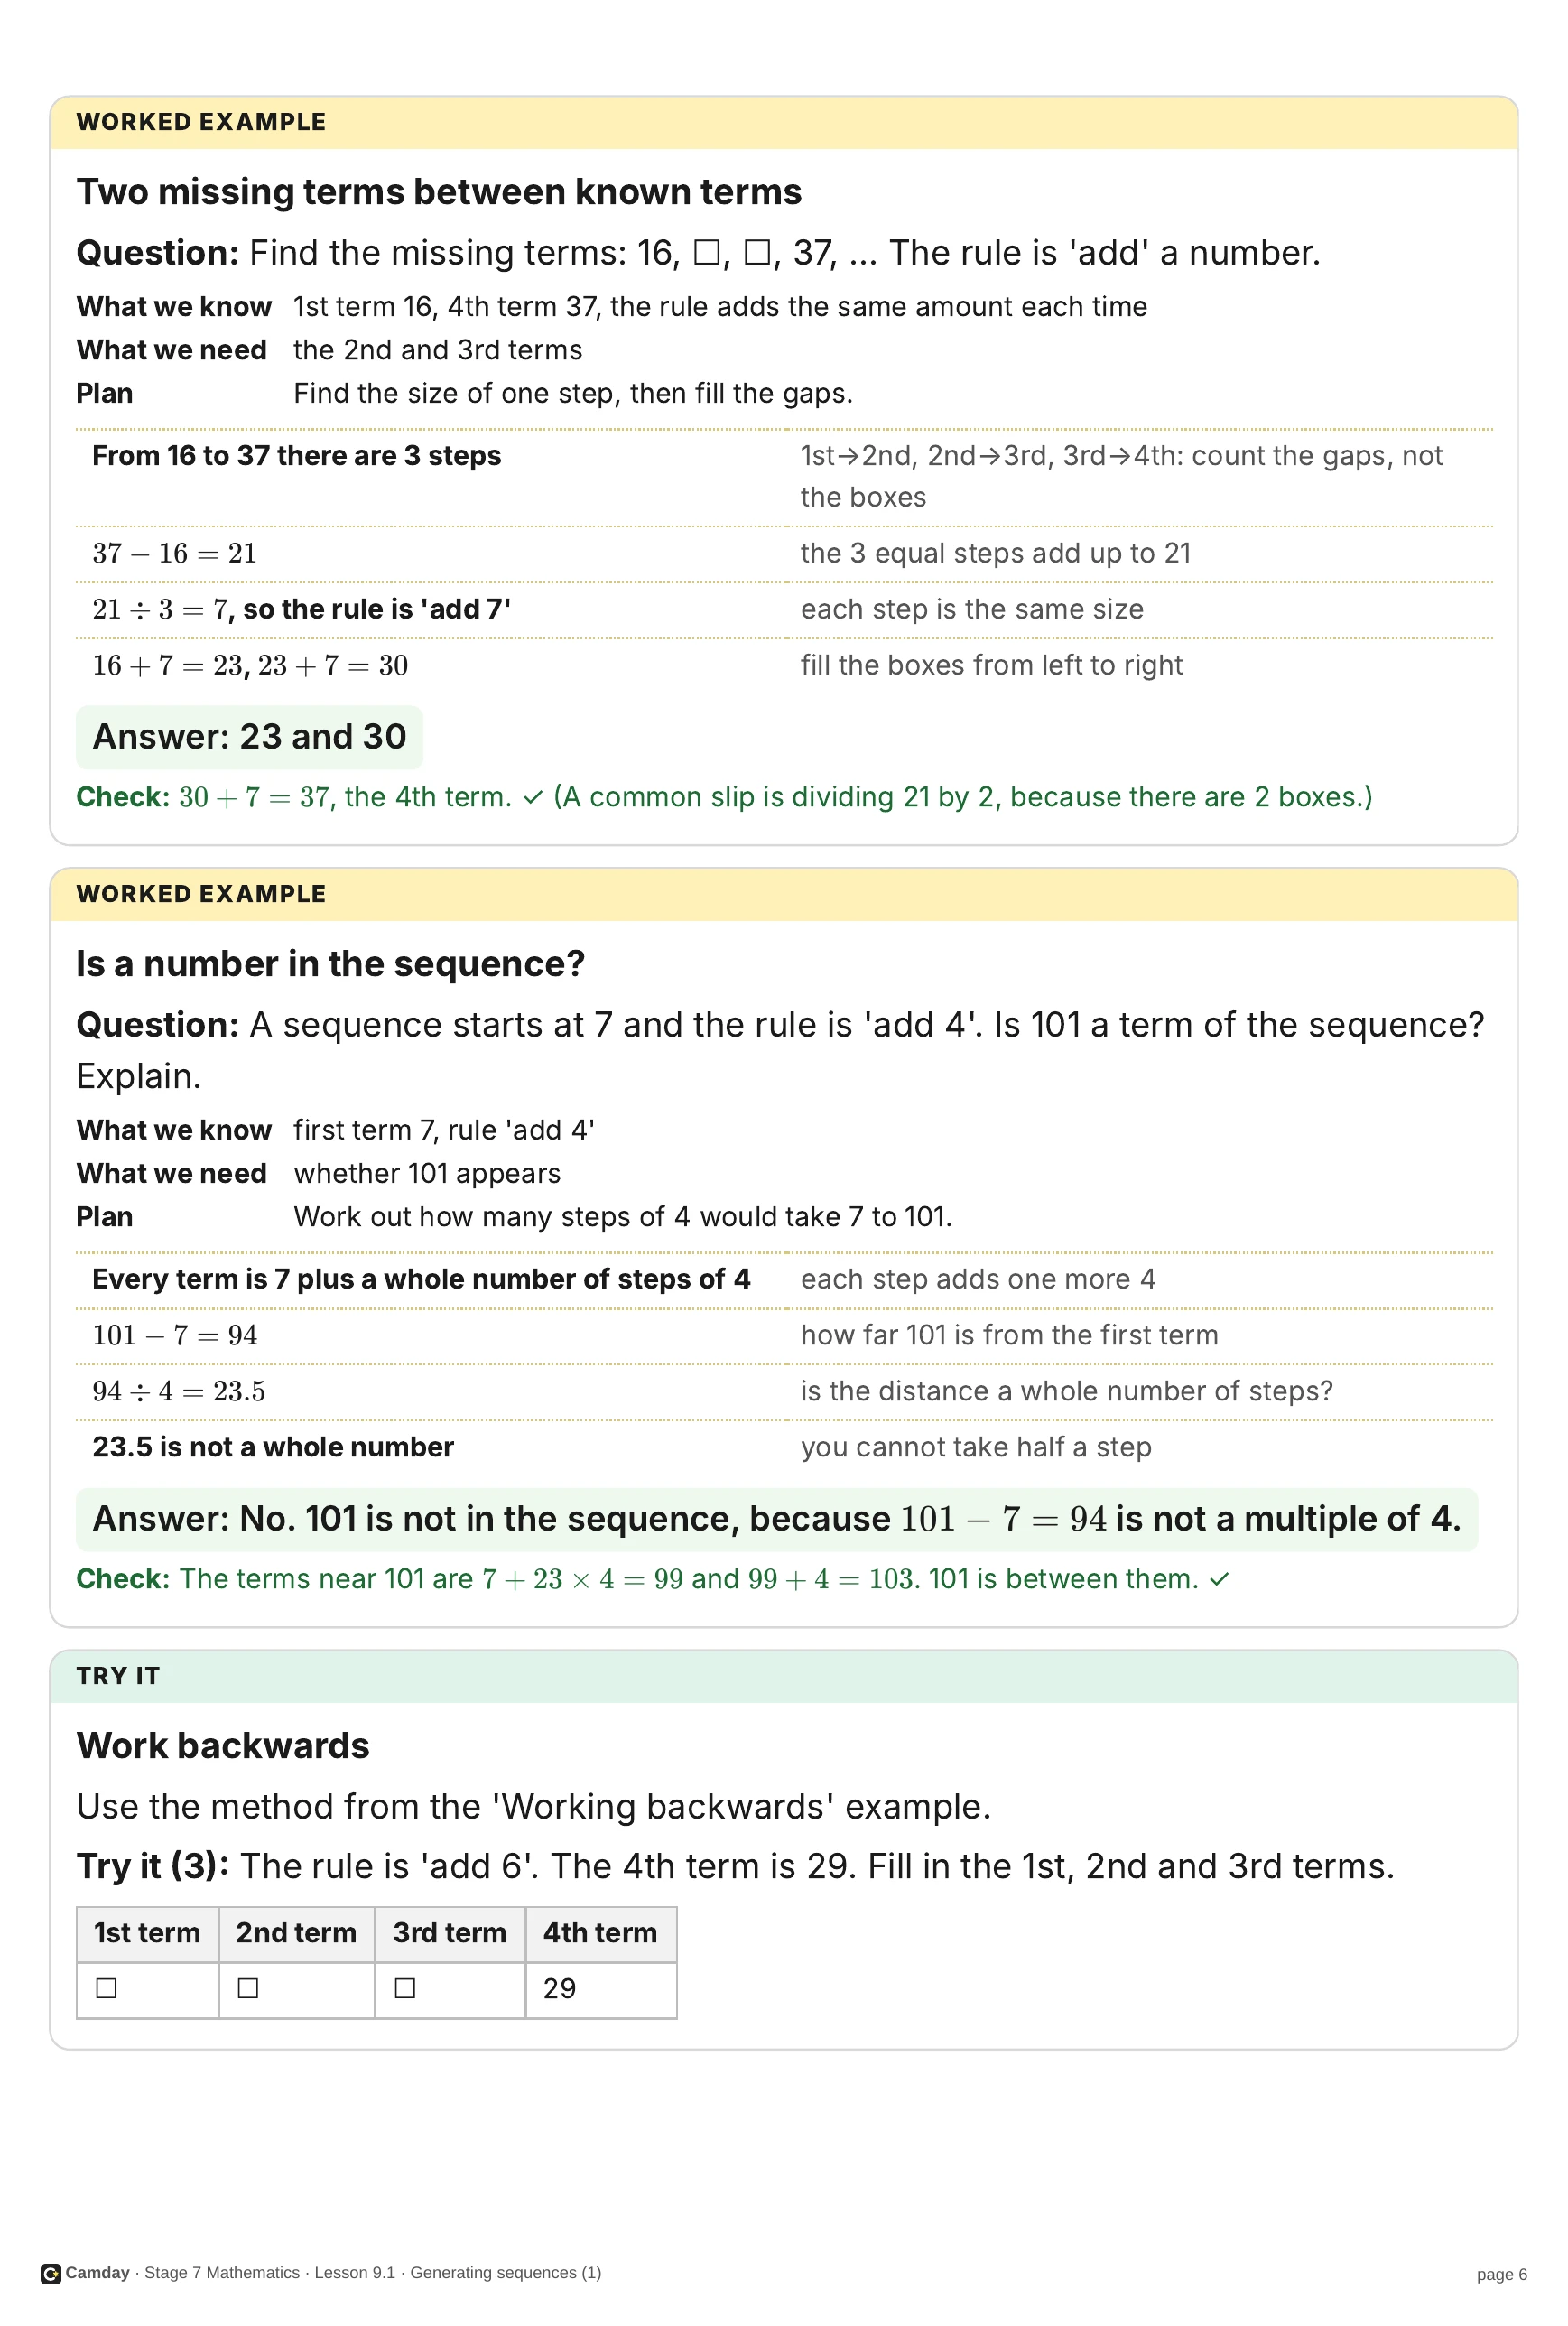 WORKED EXAMPLE
Two missing terms between known terms
Question: Find the missing terms: 16, ☐, ☐, 37, ... The rule is 'add' a number.
What we know 1st term 16, 4th term 37, the rule adds the same amount each time
What we need the 2nd and 3rd terms
Plan Find the size of one step, then fill the gaps.
From 16 to 37 there are 3 steps 1st→2nd, 2nd→3rd, 3rd→4th: count the gaps, not
the boxes
37 − 16 = 21 the 3 equal steps add up to 21
21 ÷ 3 = 7, so the rule is 'add 7' each step is the same size
16 + 7 = 23, 23 + 7 = 30 fill the boxes from left to right
Answer: 23 and 30
Check: 30 + 7 = 37, the 4th term. ✓ (A common slip is dividing 21 by 2, because there are 2 boxes.)
WORKED EXAMPLE
Is a number in the sequence?
Question: A sequence starts at 7 and the rule is 'add 4'. Is 101 a term of the sequence?
Explain.
What we know first term 7, rule 'add 4'
What we need whether 101 appears
Plan Work out how many steps of 4 would take 7 to 101.
Every term is 7 plus a whole number of steps of 4 each step adds one more 4
101 − 7 = 94 how far 101 is from the first term
94 ÷ 4 = 23.5 is the distance a whole number of steps?
23.5 is not a whole number you cannot take half a step
Answer: No. 101 is not in the sequence, because 101 − 7 = 94 is not a multiple of 4.
Check: The terms near 101 are 7 + 23 × 4 = 99 and 99 + 4 = 103. 101 is between them. ✓
TRY IT
Work backwards
Use the method from the 'Working backwards' example.
Try it (3): The rule is 'add 6'. The 4th term is 29. Fill in the 1st, 2nd and 3rd terms.
1st term 2nd term 3rd term 4th term
☐ ☐ ☐ 29
Camday · Stage 7 Mathematics · Lesson 9.1 · Generating sequences (1) page 6